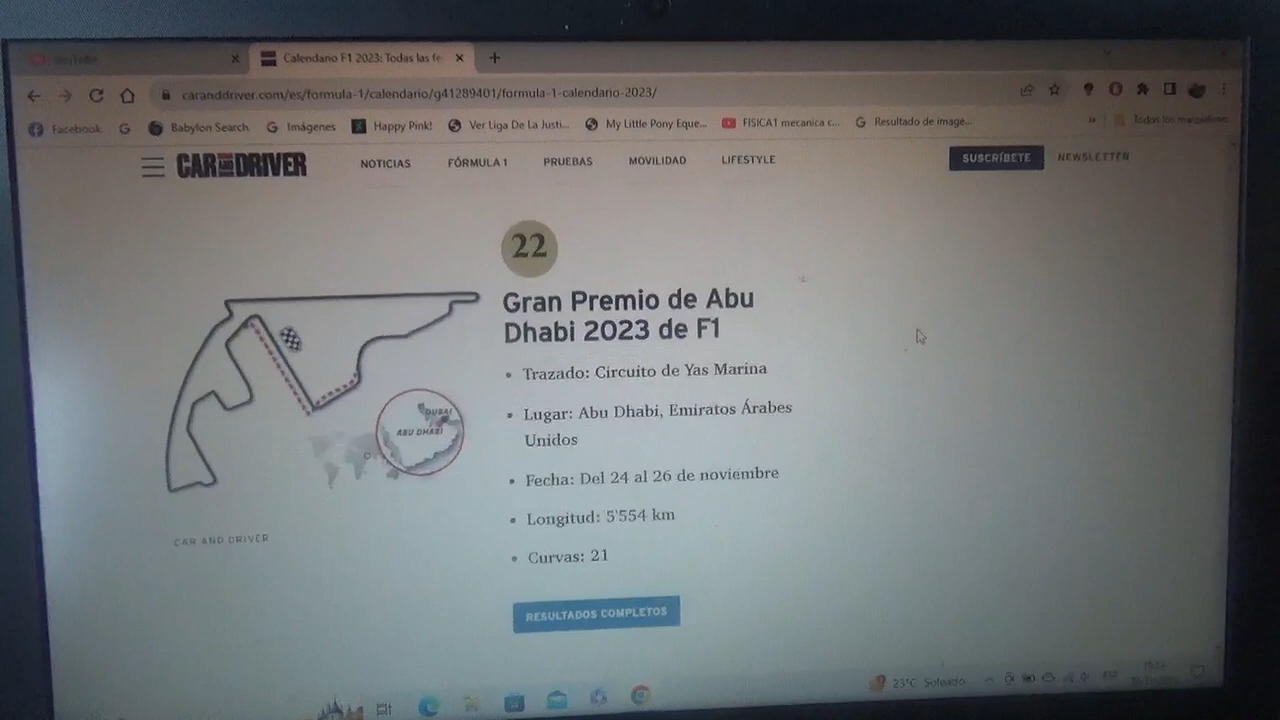 Calendario F1 2023: Todas las fe
caranddriver.com/es/formula-1/calendario/g41289401/formula-1-calendario-2023/
Facebook
Babylon Search
Imágenes
Happy Pink!
Ver Liga De La Justi...
My Little Pony Eque...
FISICA1 mecanica c...
Resultado de image...
»
CAR AND DRIVER
NOTICIAS
FÓRMULA 1
PRUEBAS
MOVILIDAD
LIFESTYLE
SUSCRÍBETE
NEWSLETTER
22
Gran Premio de Abu
Dhabi 2023 de F1
• Trazado: Circuito de Yas Marina
• Lugar: Abu Dhabi, Emiratos Árabes
Unidos
• Fecha: Del 24 al 26 de noviembre
• Longitud: 5'554 km
• Curvas: 21
DUBAI
ABU DHABI
CAR AND DRIVER
RESULTADOS COMPLETOS
23°C Soleado
ESP